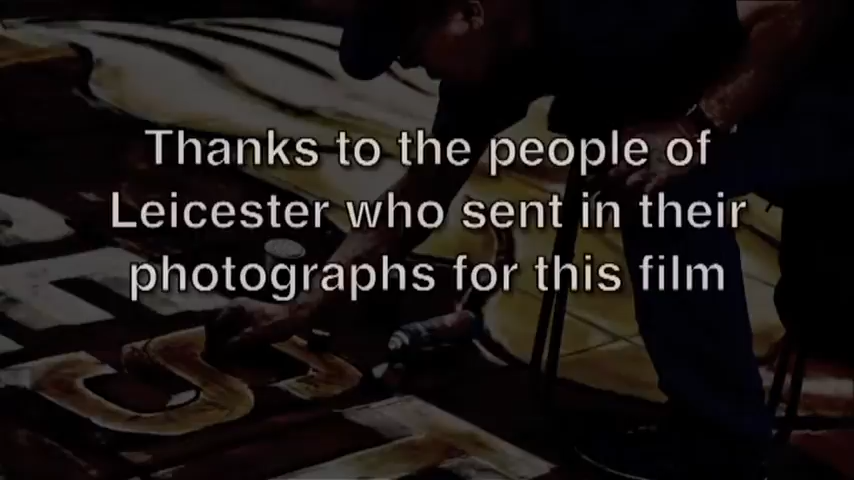 Thanks to the people of
Leicester who sent in their
photographs for this film